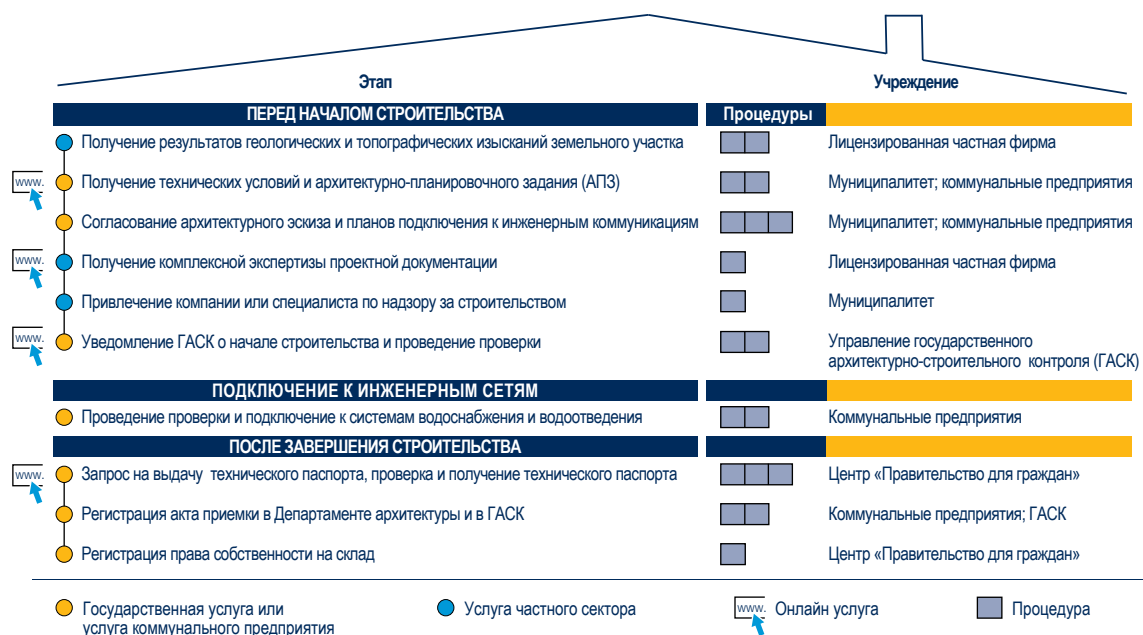 Этап Учреждение
ПЕРЕД НАЧАЛОМ СТРОИТЕЛЬСТВА Процедуры
Получение результатов геологических и топографических изысканий земельного участка Лицензированная частная фирма
www. Получение технических условий и архитектурно-планировочного задания (АПЗ) Муниципалитет; коммунальные предприятия
Согласование архитектурного эскиза и планов подключения к инженерным коммуникациям Муниципалитет; коммунальные предприятия
www. Получение комплексной экспертизы проектной документации Лицензированная частная фирма
Привлечение компании или специалиста по надзору за строительством Муниципалитет
www. Уведомление ГАСК о начале строительства и проведение проверки Управление государственного
архитектурно-строительного контроля (ГАСК)
ПОДКЛЮЧЕНИЕ К ИНЖЕНЕРНЫМ СЕТЯМ
Проведение проверки и подключение к системам водоснабжения и водоотведения Коммунальные предприятия
ПОСЛЕ ЗАВЕРШЕНИЯ СТРОИТЕЛЬСТВА
www. Запрос на выдачу технического паспорта, проверка и получение технического паспорта Центр «Правительство для граждан»
Регистрация акта приемки в Департаменте архитектуры и в ГАСК Коммунальные предприятия; ГАСК
Регистрация права собственности на склад Центр «Правительство для граждан»
Государственная услуга или Услуга частного сектора www. Онлайн услуга Процедура
услуга коммунального предприятия